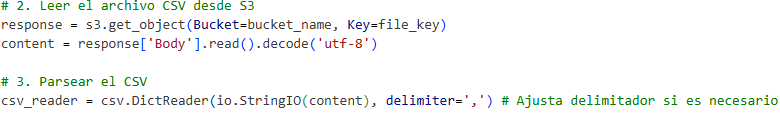 # 2. Leer el archivo CSV desde S3
response = s3.get_object(Bucket=bucket_name, Key=file_key)
content = response['Body'].read().decode('utf-8')

# 3. Parsear el CSV
csv_reader = csv.DictReader(io.StringIO(content), delimiter=',') # Ajusta delimitador si es necesario